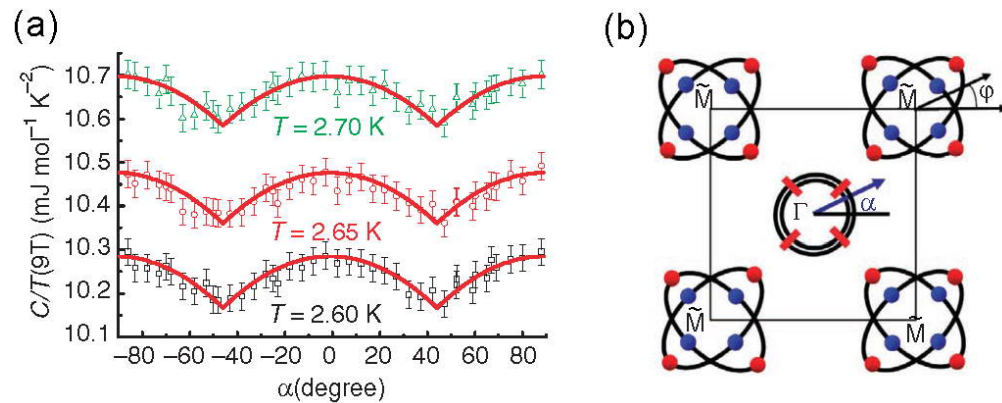 (a)
10.7
10.6
10.5
10.4
10.3
10.2
10.1
C/T(9T) (mJ mol⁻¹ K⁻²)
T = 2.70 K
T = 2.65 K
T = 2.60 K
−80 −60 −40 −20 0 20 40 60 80
α(degree)
(b)
M̃ M̃ φ
Γ α
M̃ M̃